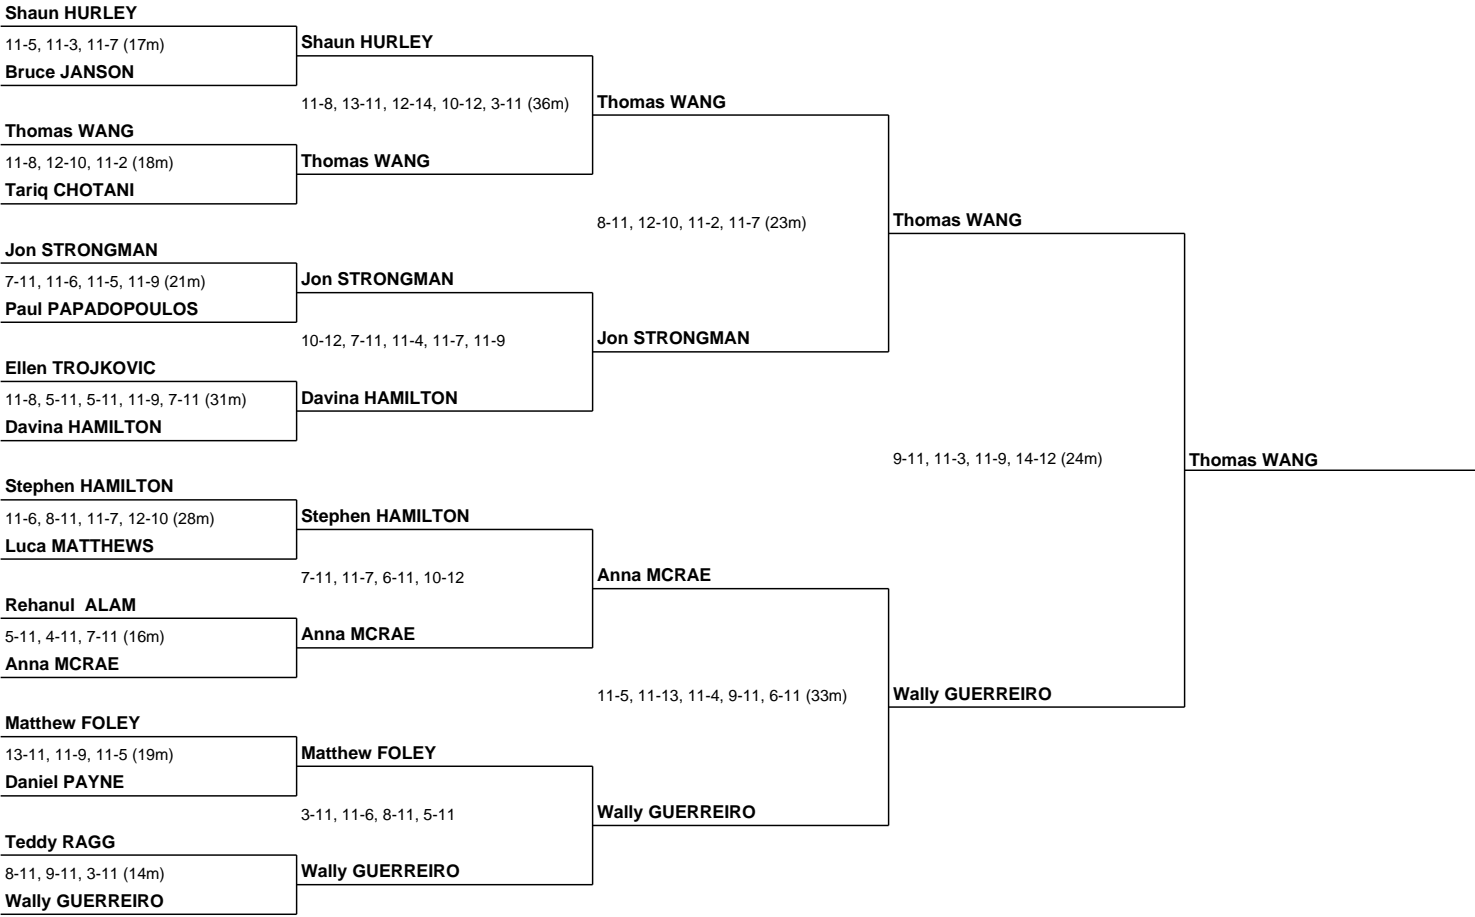 Shaun HURLEY
11-5, 11-3, 11-7 (17m)
Bruce JANSON
Thomas WANG
11-8, 12-10, 11-2 (18m)
Tariq CHOTANI
Jon STRONGMAN
7-11, 11-6, 11-5, 11-9 (21m)
Paul PAPADOPOULOS
Ellen TROJKOVIC
11-8, 5-11, 5-11, 11-9, 7-11 (31m)
Davina HAMILTON
Stephen HAMILTON
11-6, 8-11, 11-7, 12-10 (28m)
Luca MATTHEWS
Rehanul  ALAM
5-11, 4-11, 7-11 (16m)
Anna MCRAE
Matthew FOLEY
13-11, 11-9, 11-5 (19m)
Daniel PAYNE
Teddy RAGG
8-11, 9-11, 3-11 (14m)
Wally GUERREIRO
Shaun HURLEY
11-8, 13-11, 12-14, 10-12, 3-11 (36m)
Thomas WANG
Jon STRONGMAN
10-12, 7-11, 11-4, 11-7, 11-9
Davina HAMILTON
Stephen HAMILTON
7-11, 11-7, 6-11, 10-12
Anna MCRAE
Matthew FOLEY
3-11, 11-6, 8-11, 5-11
Wally GUERREIRO
Thomas WANG
8-11, 12-10, 11-2, 11-7 (23m)
Jon STRONGMAN
Anna MCRAE
11-5, 11-13, 11-4, 9-11, 6-11 (33m)
Wally GUERREIRO
Thomas WANG
9-11, 11-3, 11-9, 14-12 (24m)
Wally GUERREIRO
Thomas WANG